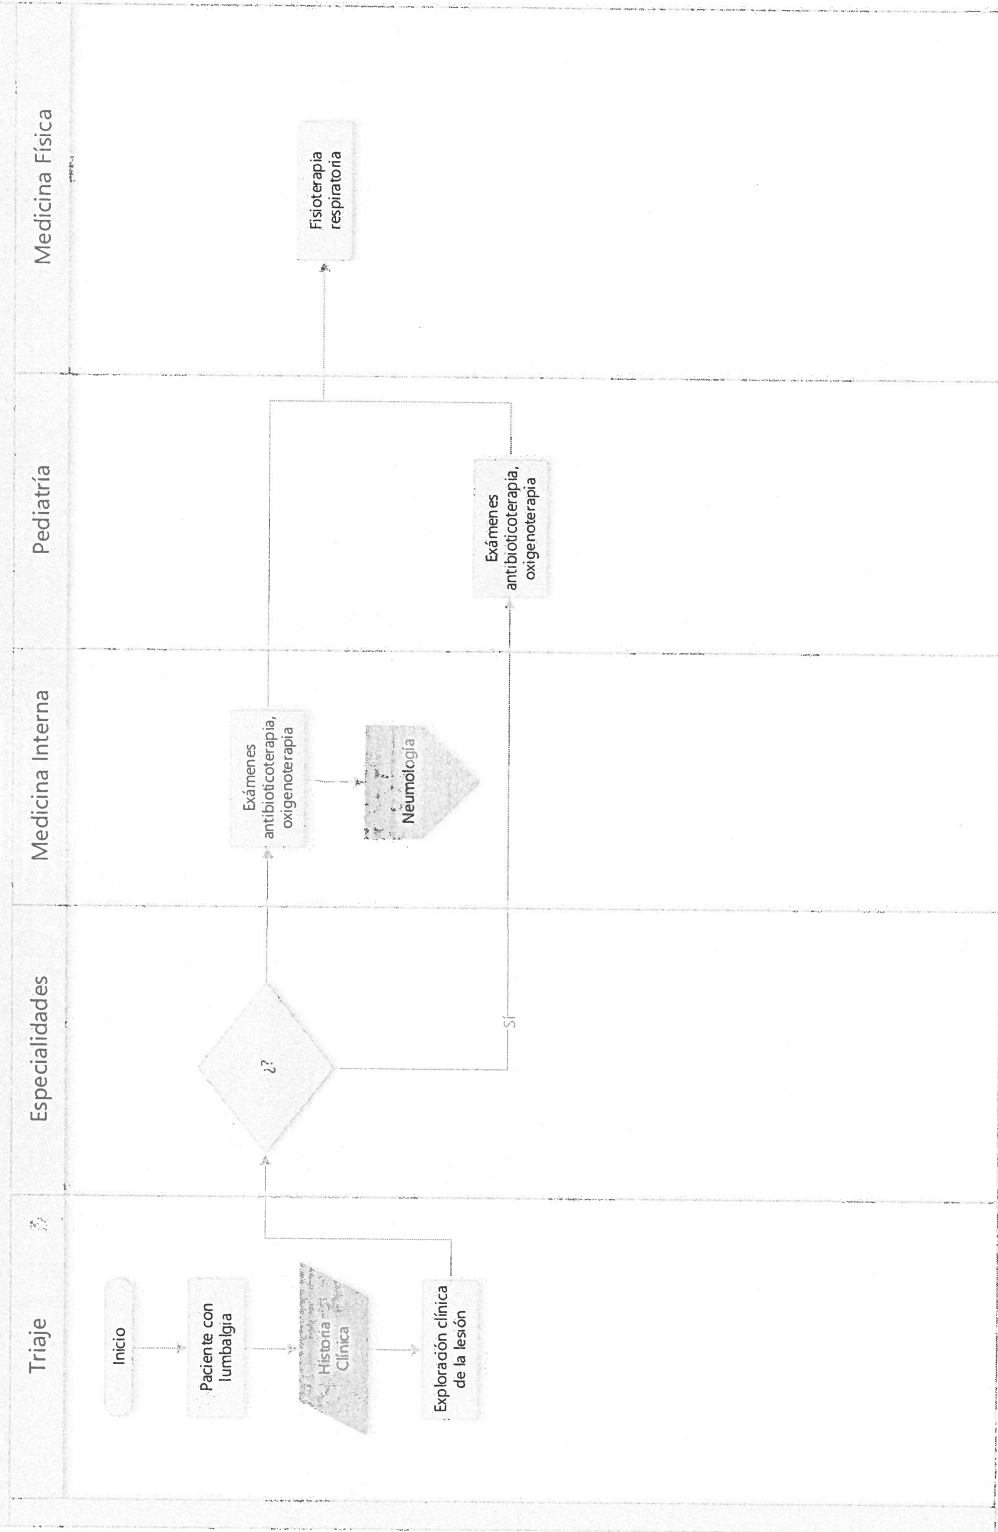 Triaje
Especialidades
Medicina Interna
Pediatría
Medicina Física
Inicio
Paciente con
lumbalgia
Historia
Clínica
Exploración clínica
de la lesión
¿?
Sí
Exámenes
antibioticoterapia,
oxigenoterapia
Neumología
Exámenes
antibioticoterapia,
oxigenoterapia
Fisioterapia
respiratoria